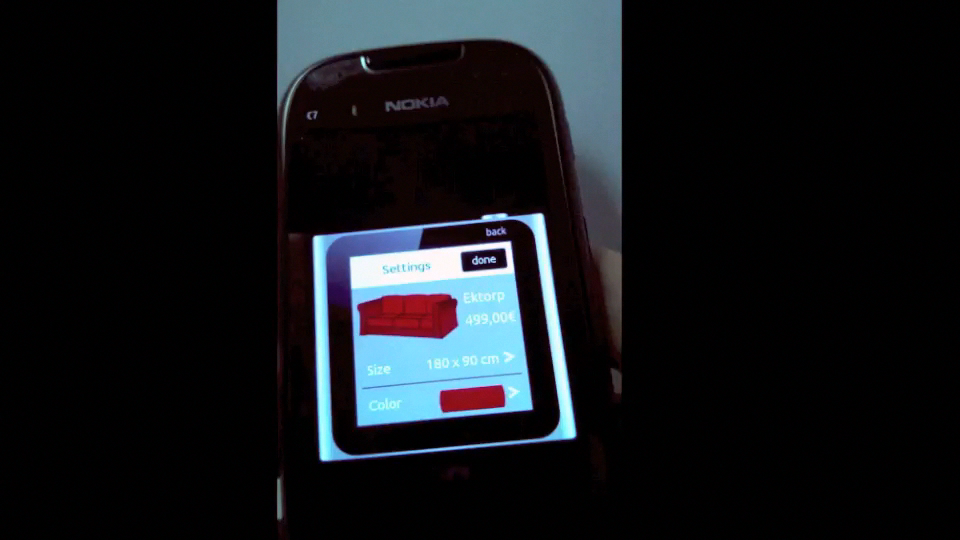 NOKIA
C7
back
Settings
done
Ektorp
499,00€
Size 180 x 90 cm >
Color >